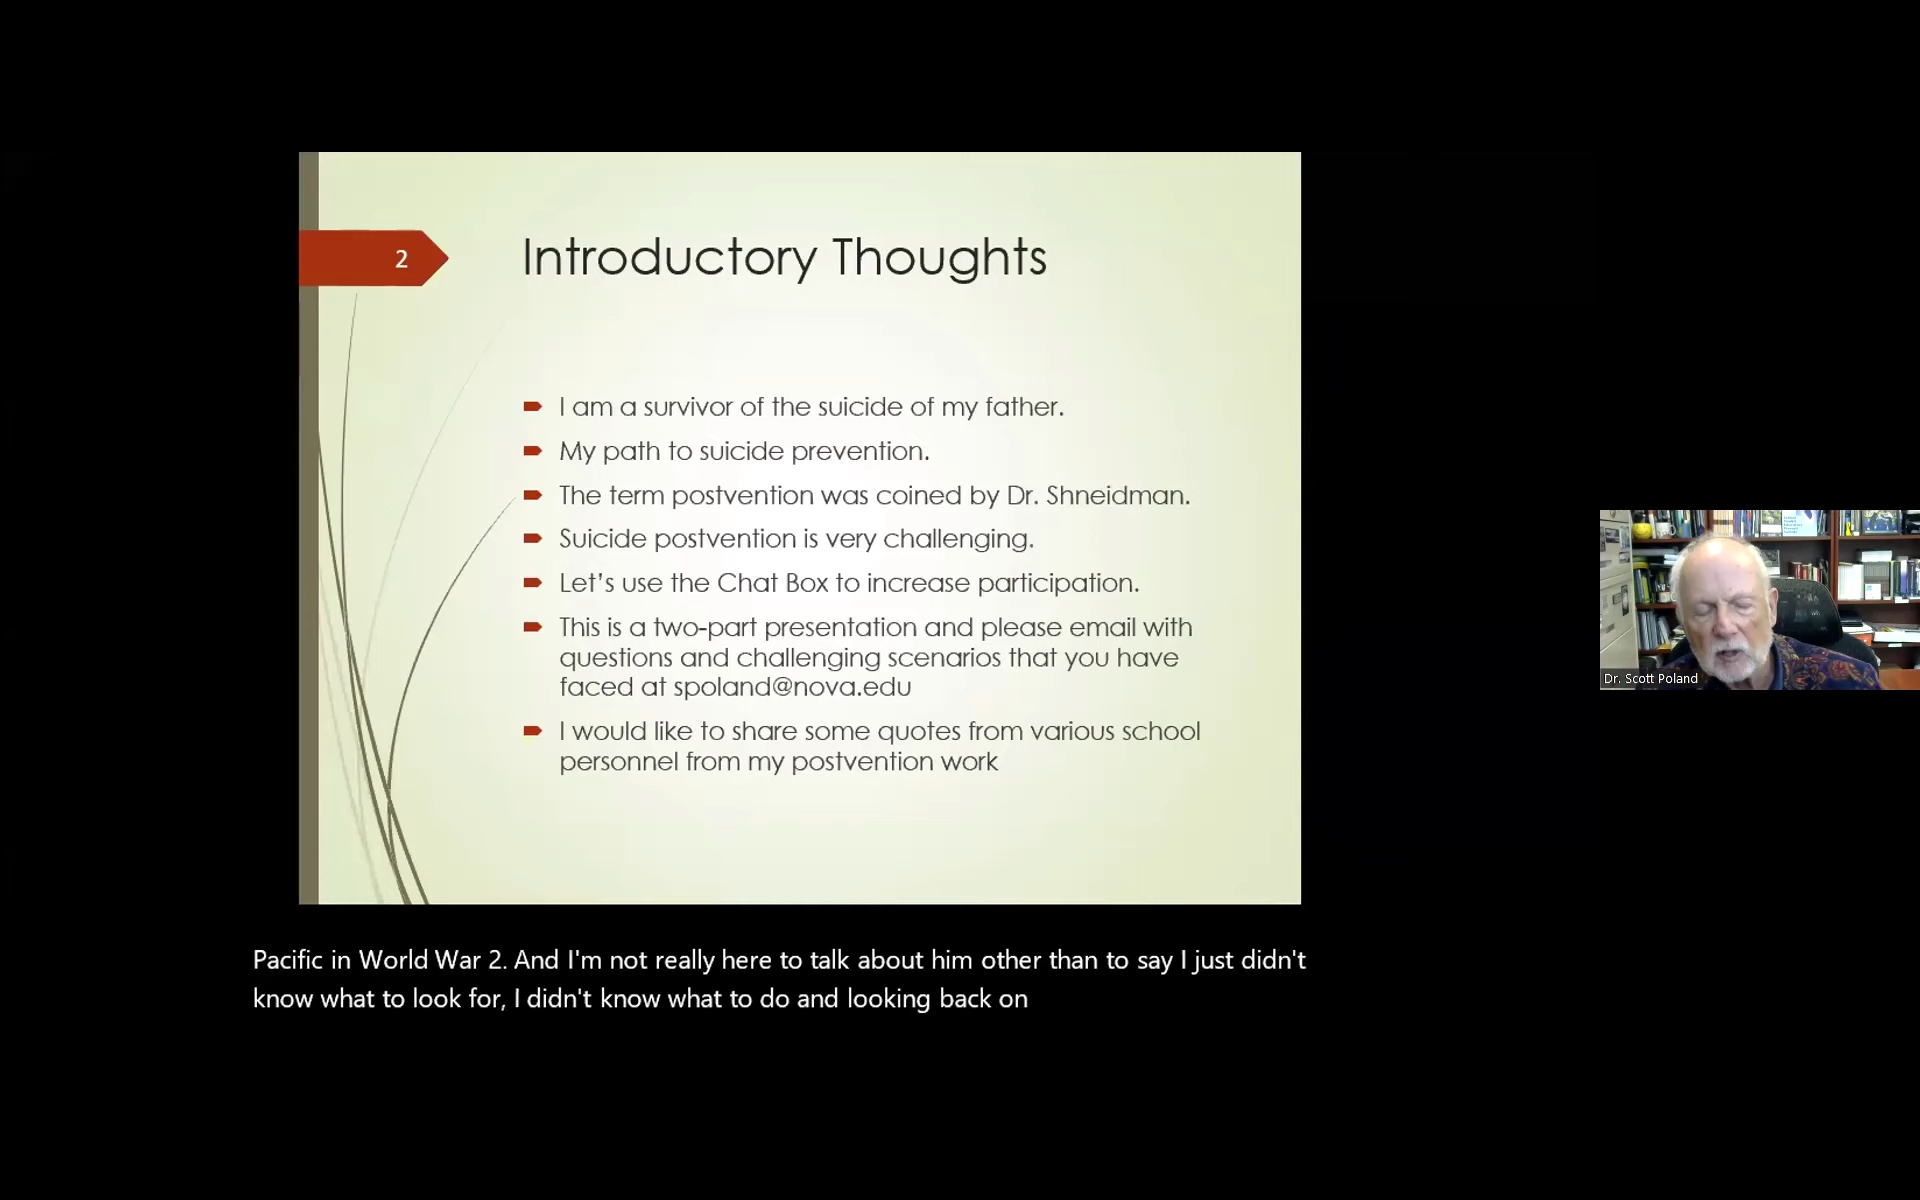 2
Introductory Thoughts
I am a survivor of the suicide of my father.
My path to suicide prevention.
The term postvention was coined by Dr. Shneidman.
Suicide postvention is very challenging.
Let's use the Chat Box to increase participation.
This is a two-part presentation and please email with
questions and challenging scenarios that you have
faced at spoland@nova.edu
I would like to share some quotes from various school
personnel from my postvention work
Dr. Scott Poland
Pacific in World War 2. And I'm not really here to talk about him other than to say I just didn't
know what to look for, I didn't know what to do and looking back on